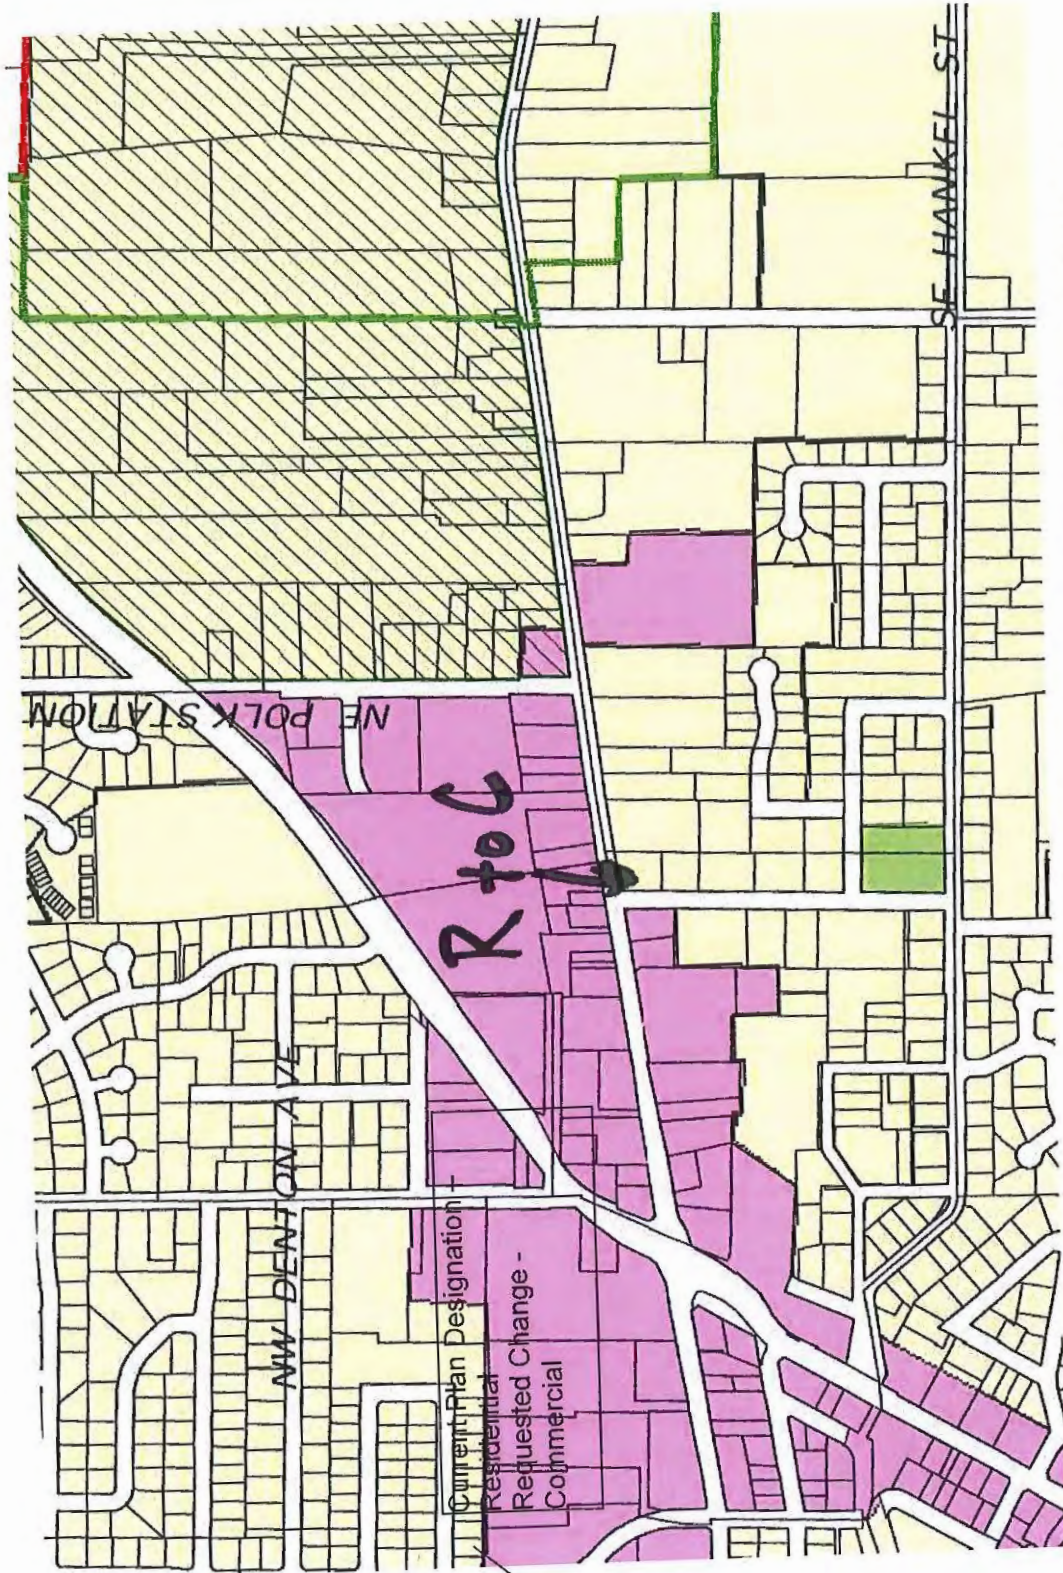 SE HANKEL ST
NE POLK STATION
R to C
NW DENTON AVE
Current Plan Designation -
Residential
Requested Change -
Commercial